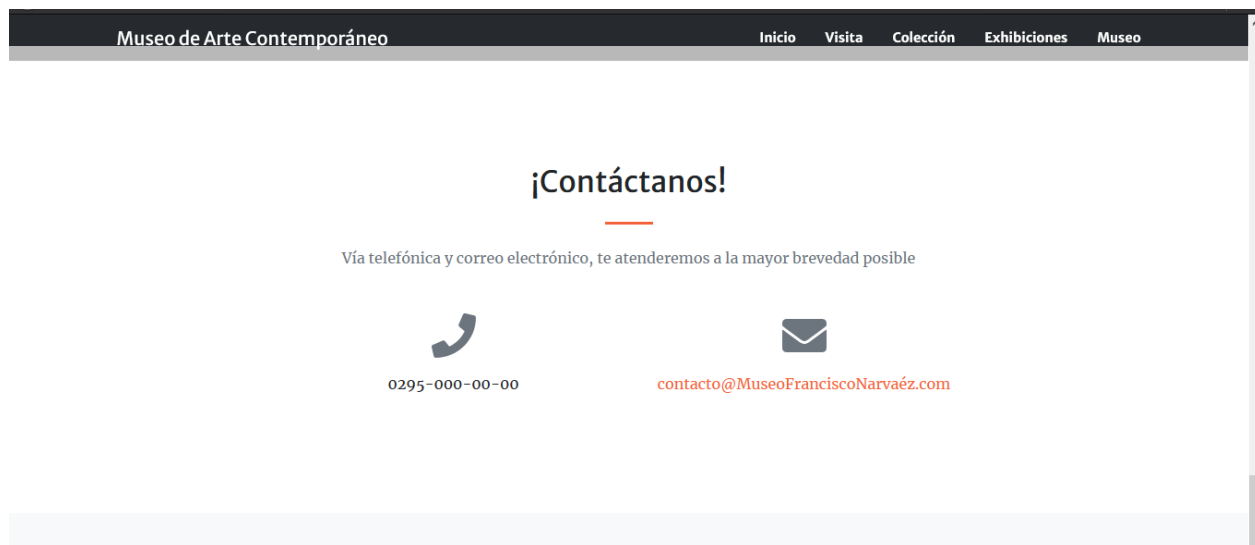 Museo de Arte Contemporáneo
Inicio Visita Colección Exhibiciones Museo
¡Contáctanos!
Vía telefónica y correo electrónico, te atenderemos a la mayor brevedad posible
0295-000-00-00
contacto@MuseoFranciscoNarvaéz.com